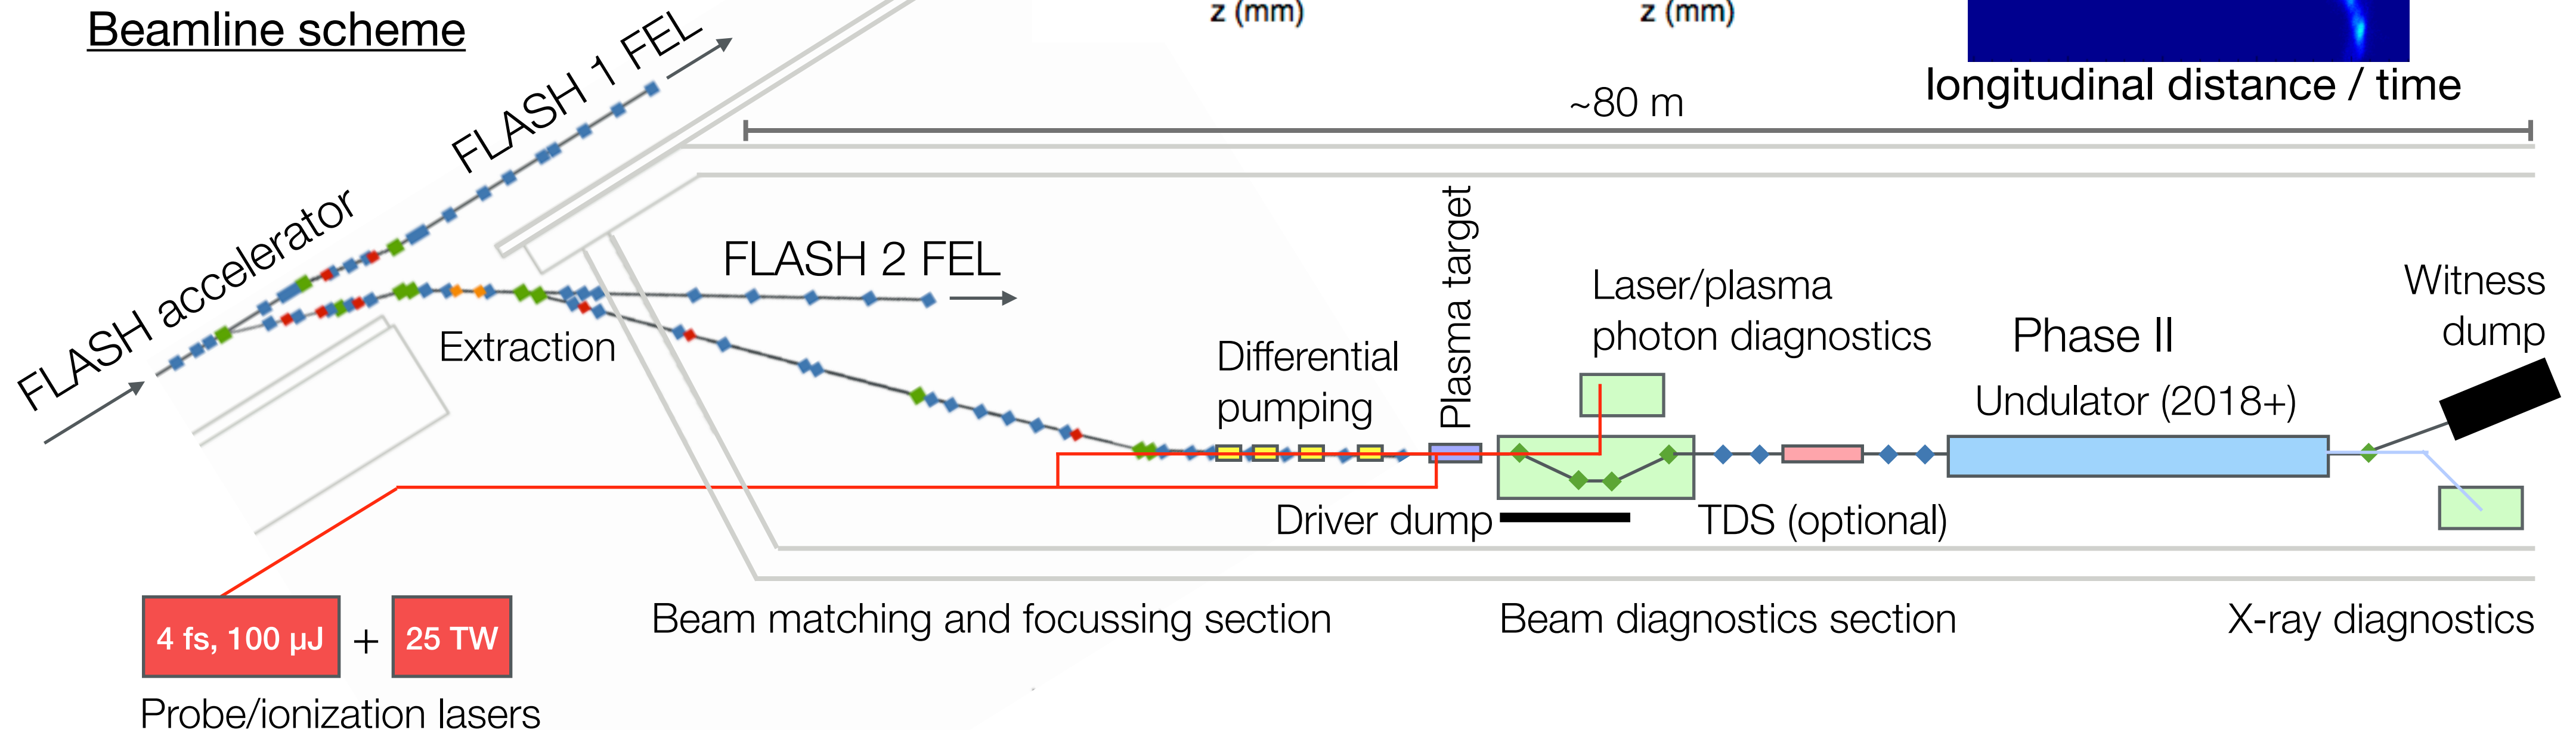 z (mm)
z (mm)
Beamline scheme
longitudinal distance / time
~80 m
FLASH 1 FEL
FLASH accelerator
FLASH 2 FEL
Extraction
Differential
pumping
Plasma target
Laser/plasma
photon diagnostics
Phase II
Undulator (2018+)
Witness
dump
Driver dump
TDS (optional)
Beam matching and focussing section
Beam diagnostics section
X-ray diagnostics
4 fs, 100 μJ
+
25 TW
Probe/ionization lasers